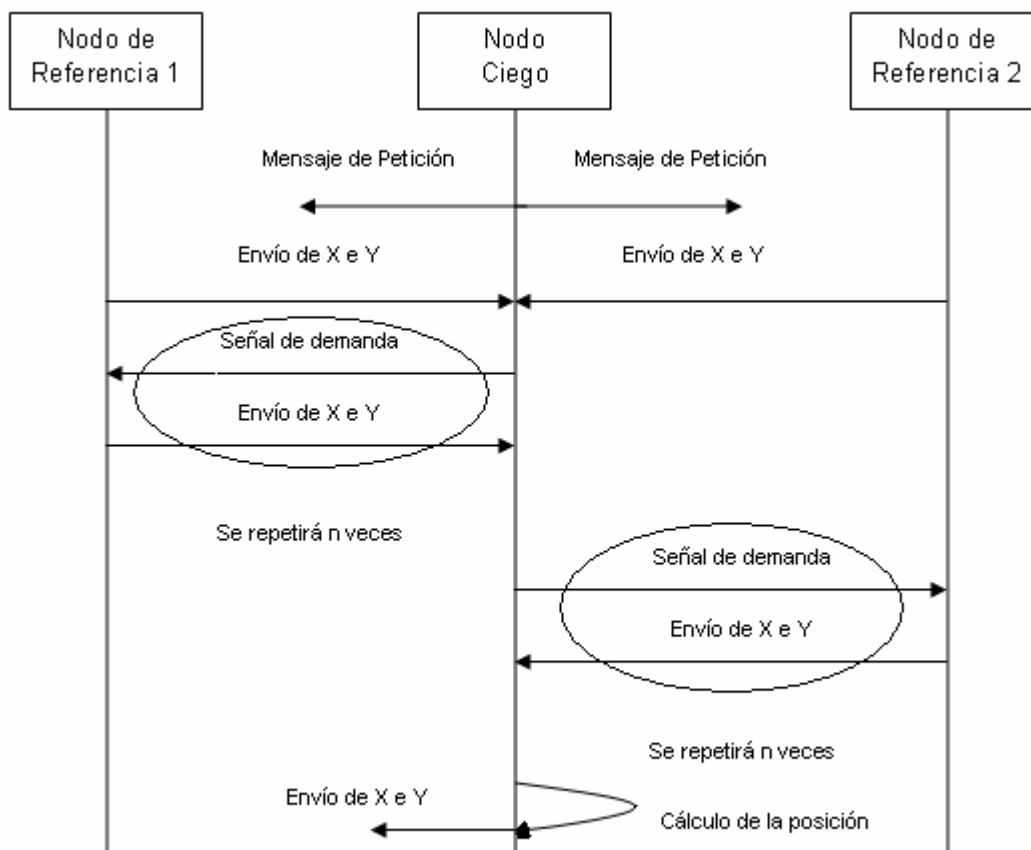 Nodo de
Referencia 1
Nodo
Ciego
Nodo de
Referencia 2
Mensaje de Petición
Mensaje de Petición
Envío de X e Y
Envío de X e Y
Señal de demanda
Envío de X e Y
Se repetirá n veces
Señal de demanda
Envío de X e Y
Se repetirá n veces
Envío de X e Y
Cálculo de la posición